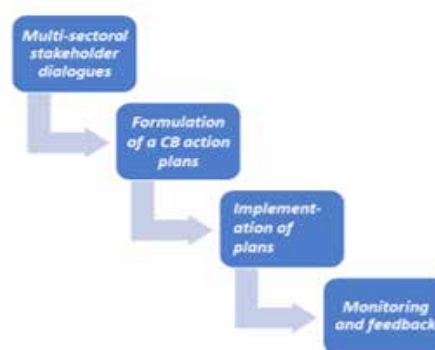 Multi-sectoral
stakeholder
dialogues
Formulation
of a CB action
plans
Implement-
ation of
plans
Monitoring
and feedback